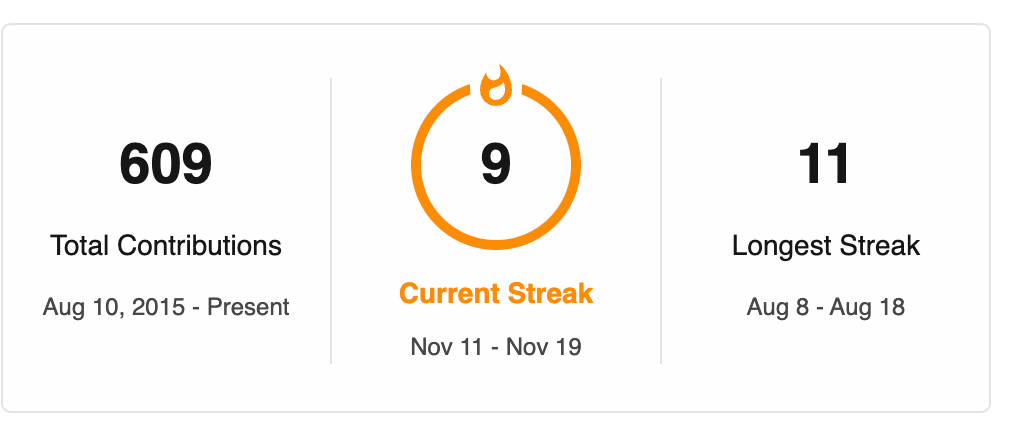 609
Total Contributions
Aug 10, 2015 - Present
9
Current Streak
Nov 11 - Nov 19
11
Longest Streak
Aug 8 - Aug 18